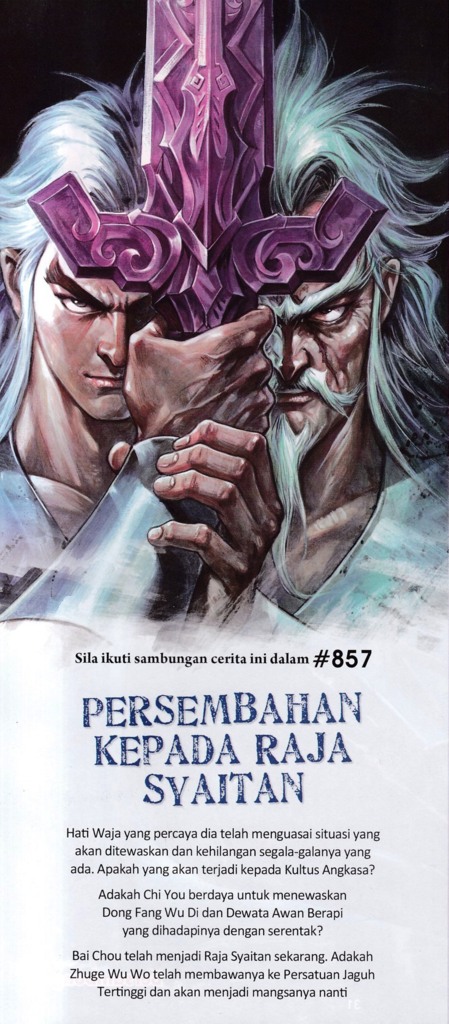 Sila ikuti sambungan cerita ini dalam #857
PERSEMBAHAN
KEPADA RAJA
SYAITAN
Hati Waja yang percaya dia telah menguasai situasi yang
akan ditewaskan dan kehilangan segala-galanya yang
ada. Apakah yang akan terjadi kepada Kultus Angkasa?
Adakah Chi You berdaya untuk menewaskan
Dong Fang Wu Di dan Dewata Awan Berapi
yang dihadapinya dengan serentak?
Bai Chou telah menjadi Raja Syaitan sekarang. Adakah
Zhuge Wu Wo telah membawanya ke Persatuan Jaguh
Tertinggi dan akan menjadi mangsanya nanti